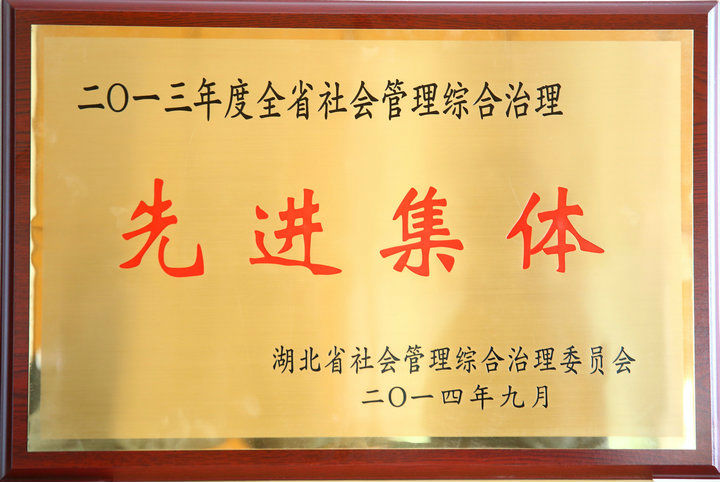 二〇一三年度全省社会管理综合治理
先进集体
湖北省社会管理综合治理委员会
二〇一四年九月